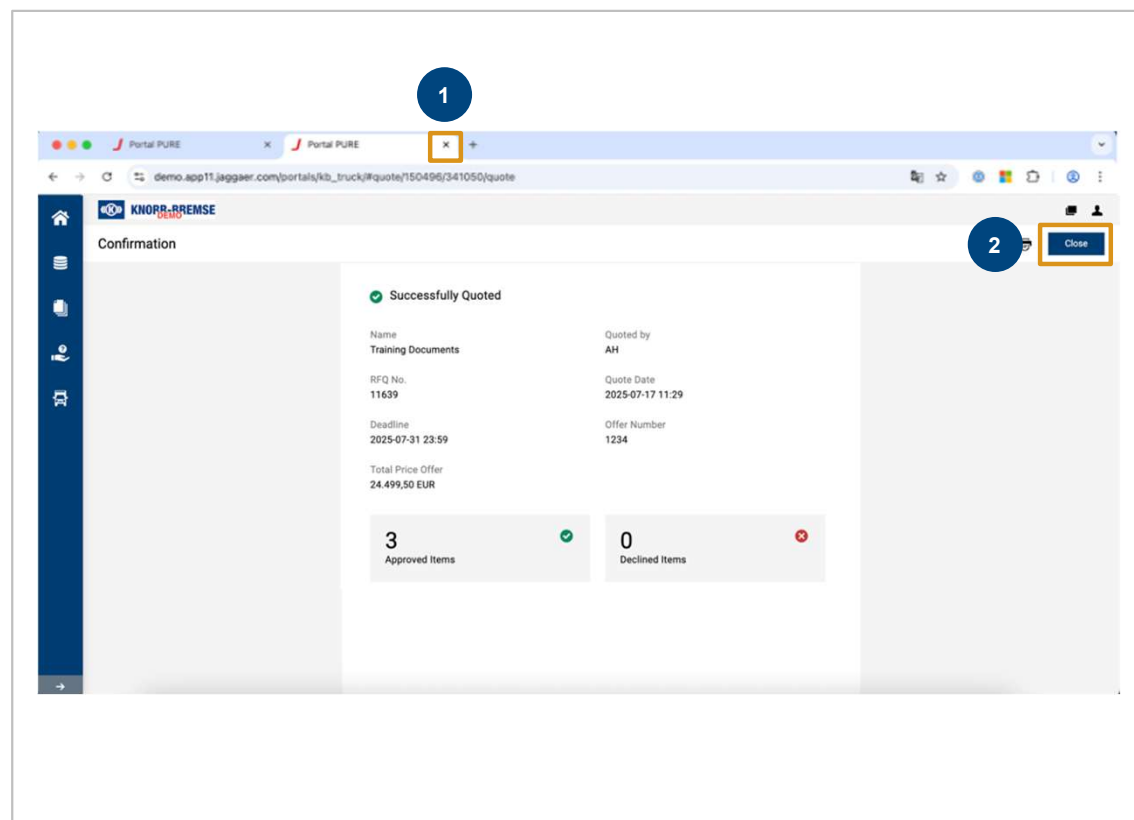 1
Portal PURE
Portal PURE
demo.app11.jaggaer.com/portals/kb_truck/#quote/150496/341050/quote
KNORR-BREMSE
DEMO
Confirmation
2
Close
Successfully Quoted
Name
Training Documents
Quoted by
AH
RFQ No.
11639
Quote Date
2025-07-17 11:29
Deadline
2025-07-31 23:59
Offer Number
1234
Total Price Offer
24.499,50 EUR
3
Approved Items
0
Declined Items